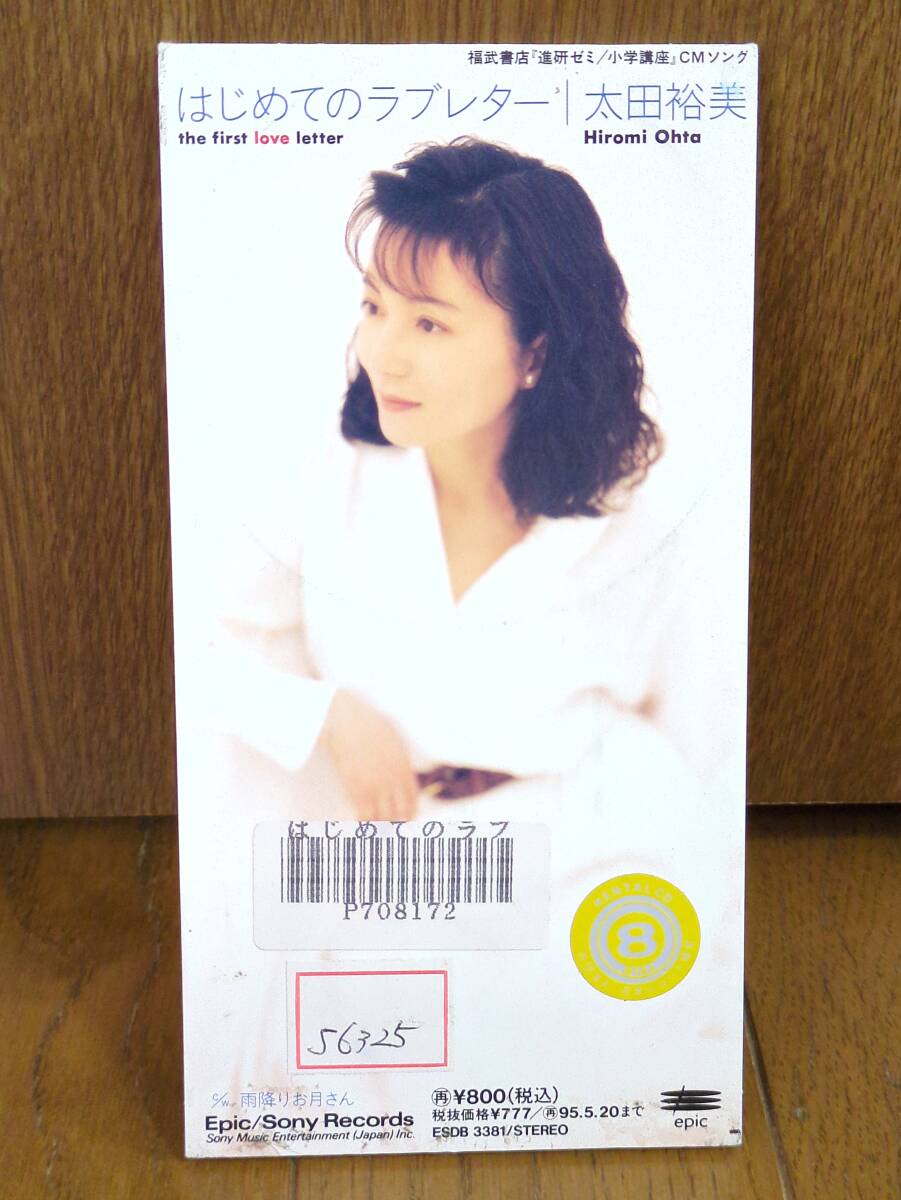 福武書店『進研ゼミ/小学講座』CMソング
はじめてのラブレター|太田裕美
the first love letter Hiromi Ohta
はじめてのラブ
P708172
RENTAL CD
8
56325
c/w 雨降りお月さん
Epic/Sony Records
Sony Music Entertainment (Japan) Inc.
再¥800(税込)
税抜価格¥777/再95.5.20まで
ESDB 3381/STEREO
epic